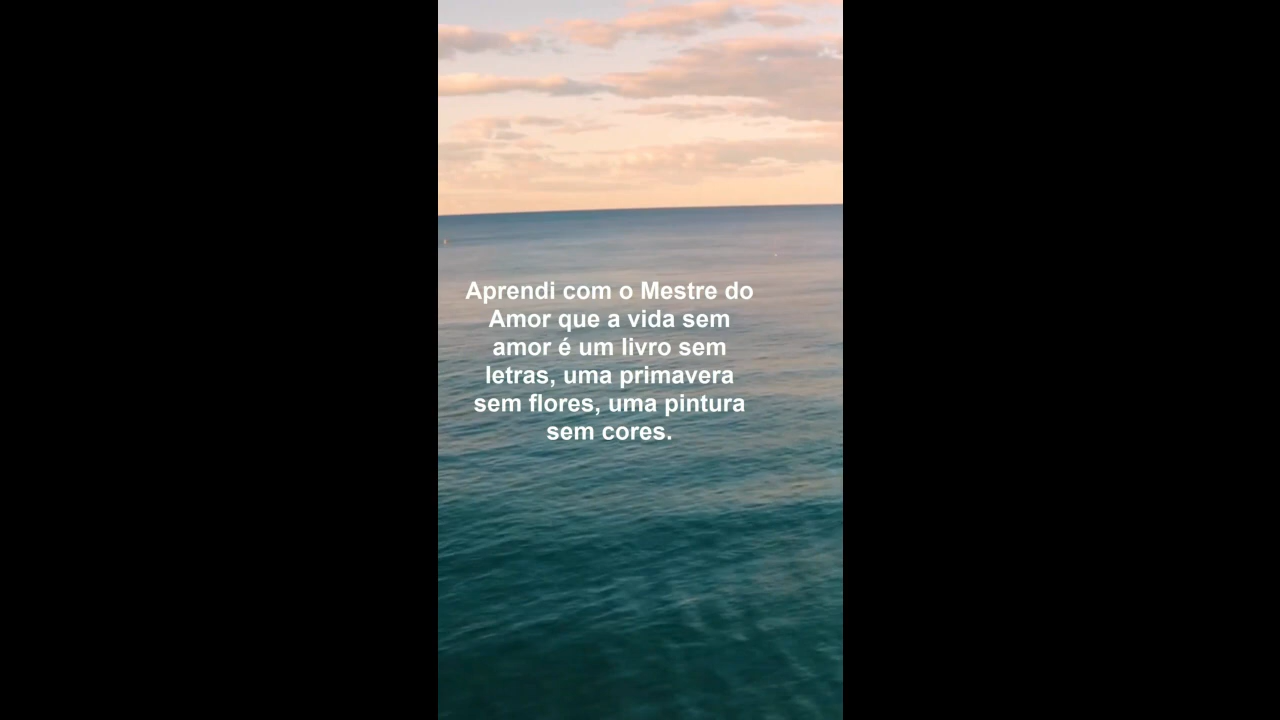 Aprendi com o Mestre do
Amor que a vida sem
amor é um livro sem
letras, uma primavera
sem flores, uma pintura
sem cores.